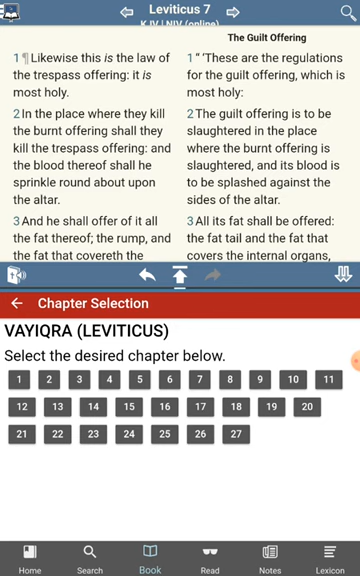 Leviticus 7
KJV | NIV (online)
1 ¶ Likewise this is the law of
the trespass offering: it is
most holy.
2 In the place where they kill
the burnt offering shall they
kill the trespass offering: and
the blood thereof shall he
sprinkle round about upon
the altar.
3 And he shall offer of it all
the fat thereof; the rump, and
the fat that covereth the
The Guilt Offering
1 “ ‘These are the regulations
for the guilt offering, which is
most holy:
2 The guilt offering is to be
slaughtered in the place
where the burnt offering is
slaughtered, and its blood is
to be splashed against the
sides of the altar.
3 All its fat shall be offered:
the fat tail and the fat that
covers the internal organs,
Chapter Selection
VAYIQRA (LEVITICUS)
Select the desired chapter below.
1 2 3 4 5 6 7 8 9 10 11
12 13 14 15 16 17 18 19 20
21 22 23 24 25 26 27
Home Search Book Read Notes Lexicon